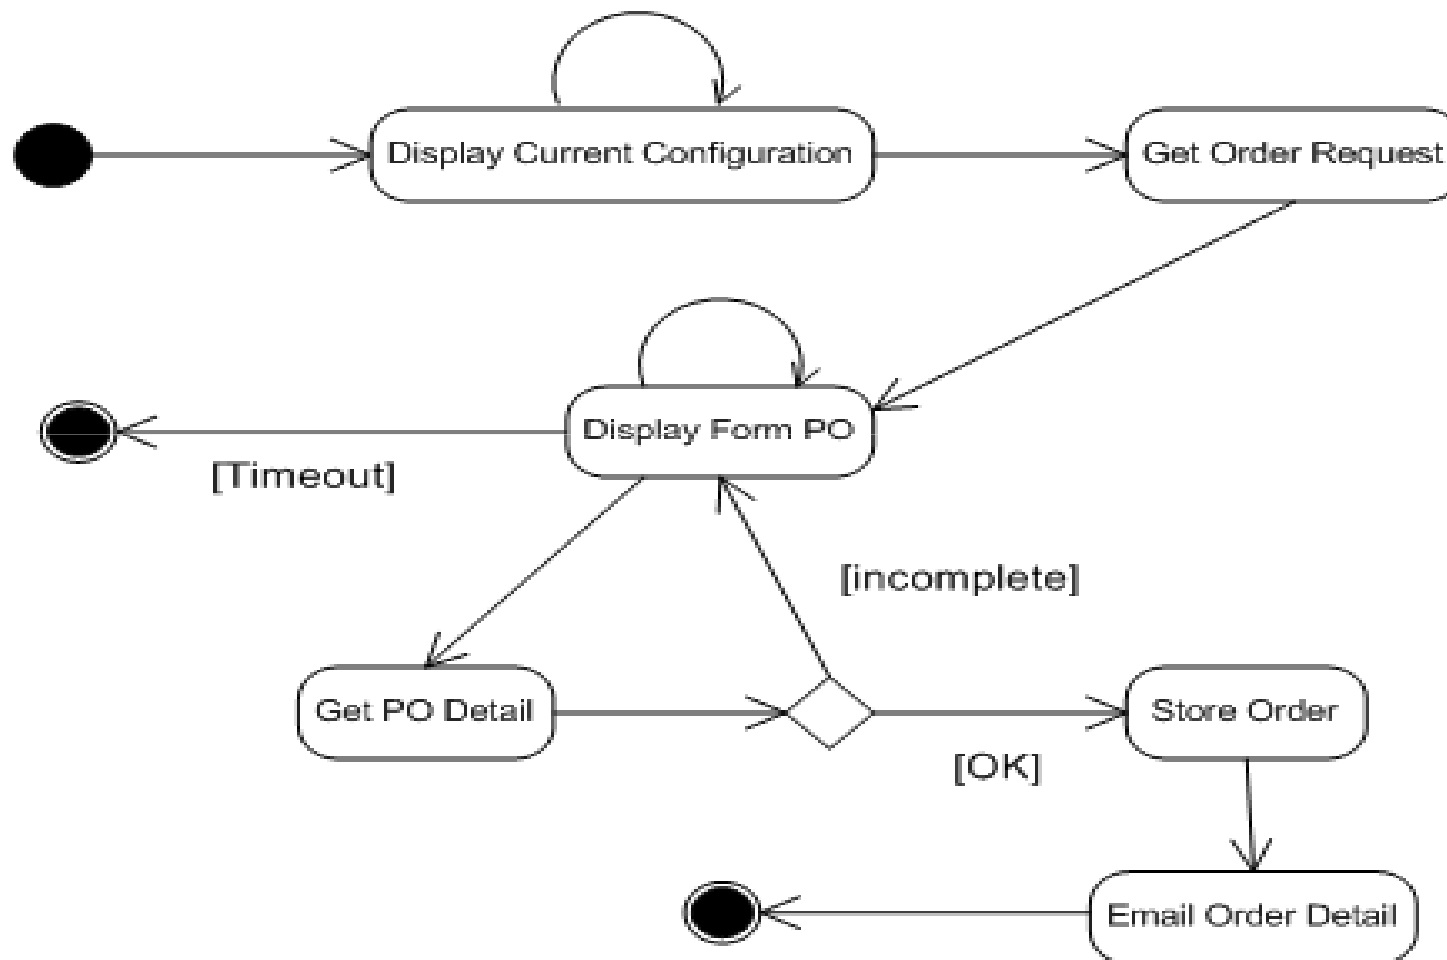 Display Current Configuration
Get Order Request
Display Form PO
[Timeout]
[incomplete]
Get PO Detail
Store Order
[OK]
Email Order Detail